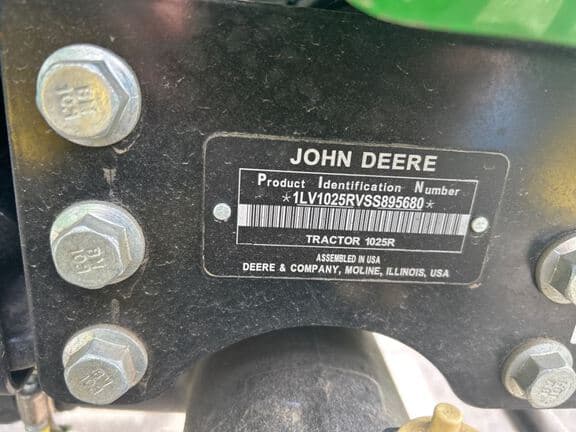 JOHN DEERE
Product Identification Number
*1LV1025RVSS895680*
TRACTOR 1025R
ASSEMBLED IN USA
DEERE & COMPANY, MOLINE, ILLINOIS, USA